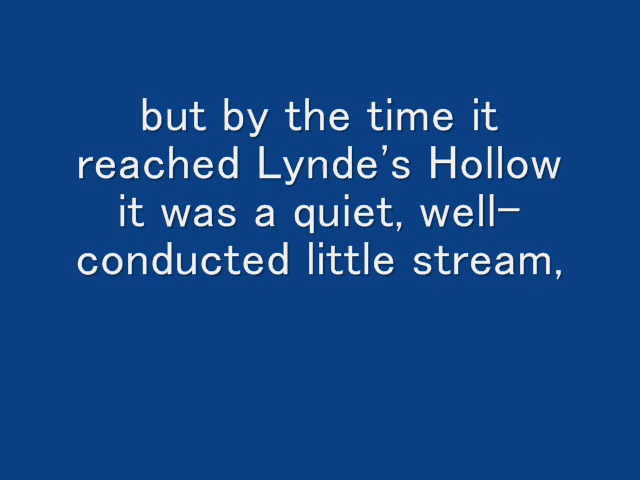 but by the time it
reached Lynde’s Hollow
it was a quiet, well-
conducted little stream,